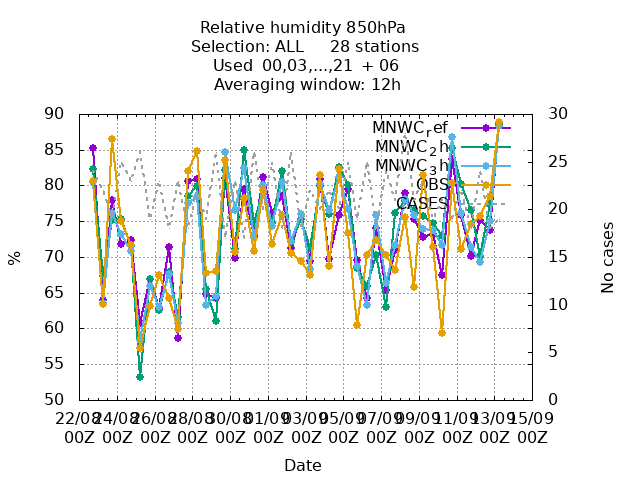 Relative humidity 850hPa
Selection: ALL 28 stations
Used 00,03,...,21 + 06
Averaging window: 12h
90 85 80 75 70 65 60 55 50
30 25 20 15 10 5 0
%
No cases
MNWCref
MNWC2h
MNWC3h
OBS
CASES
22/08 24/08 26/08 28/08 30/08 01/09 03/09 05/09 07/09 09/09 11/09 13/09 15/09
00Z 00Z 00Z 00Z 00Z 00Z 00Z 00Z 00Z 00Z 00Z 00Z 00Z
Date